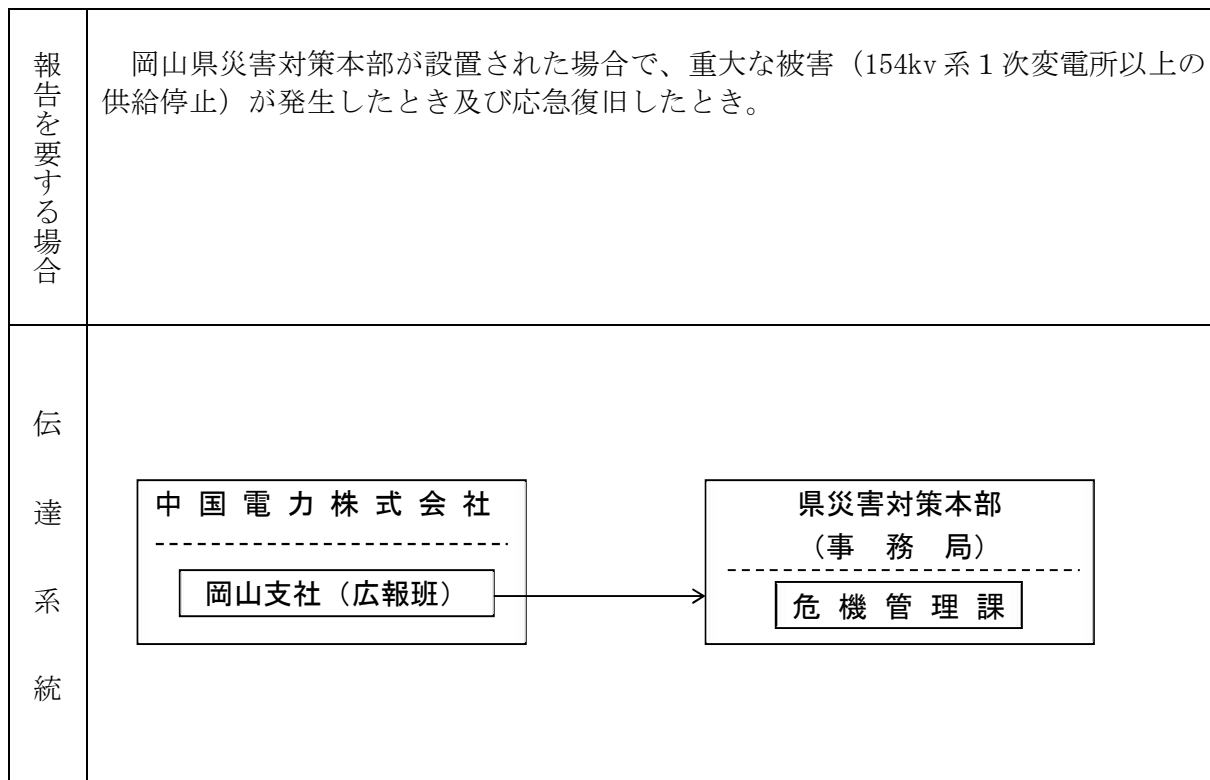 報告を要する場合
　岡山県災害対策本部が設置された場合で、重大な被害（154kv系１次変電所以上の
供給停止）が発生したとき及び応急復旧したとき。
伝達系統
中国電力株式会社
岡山支社（広報班）
県災害対策本部
（事　務　局）
危機管理課